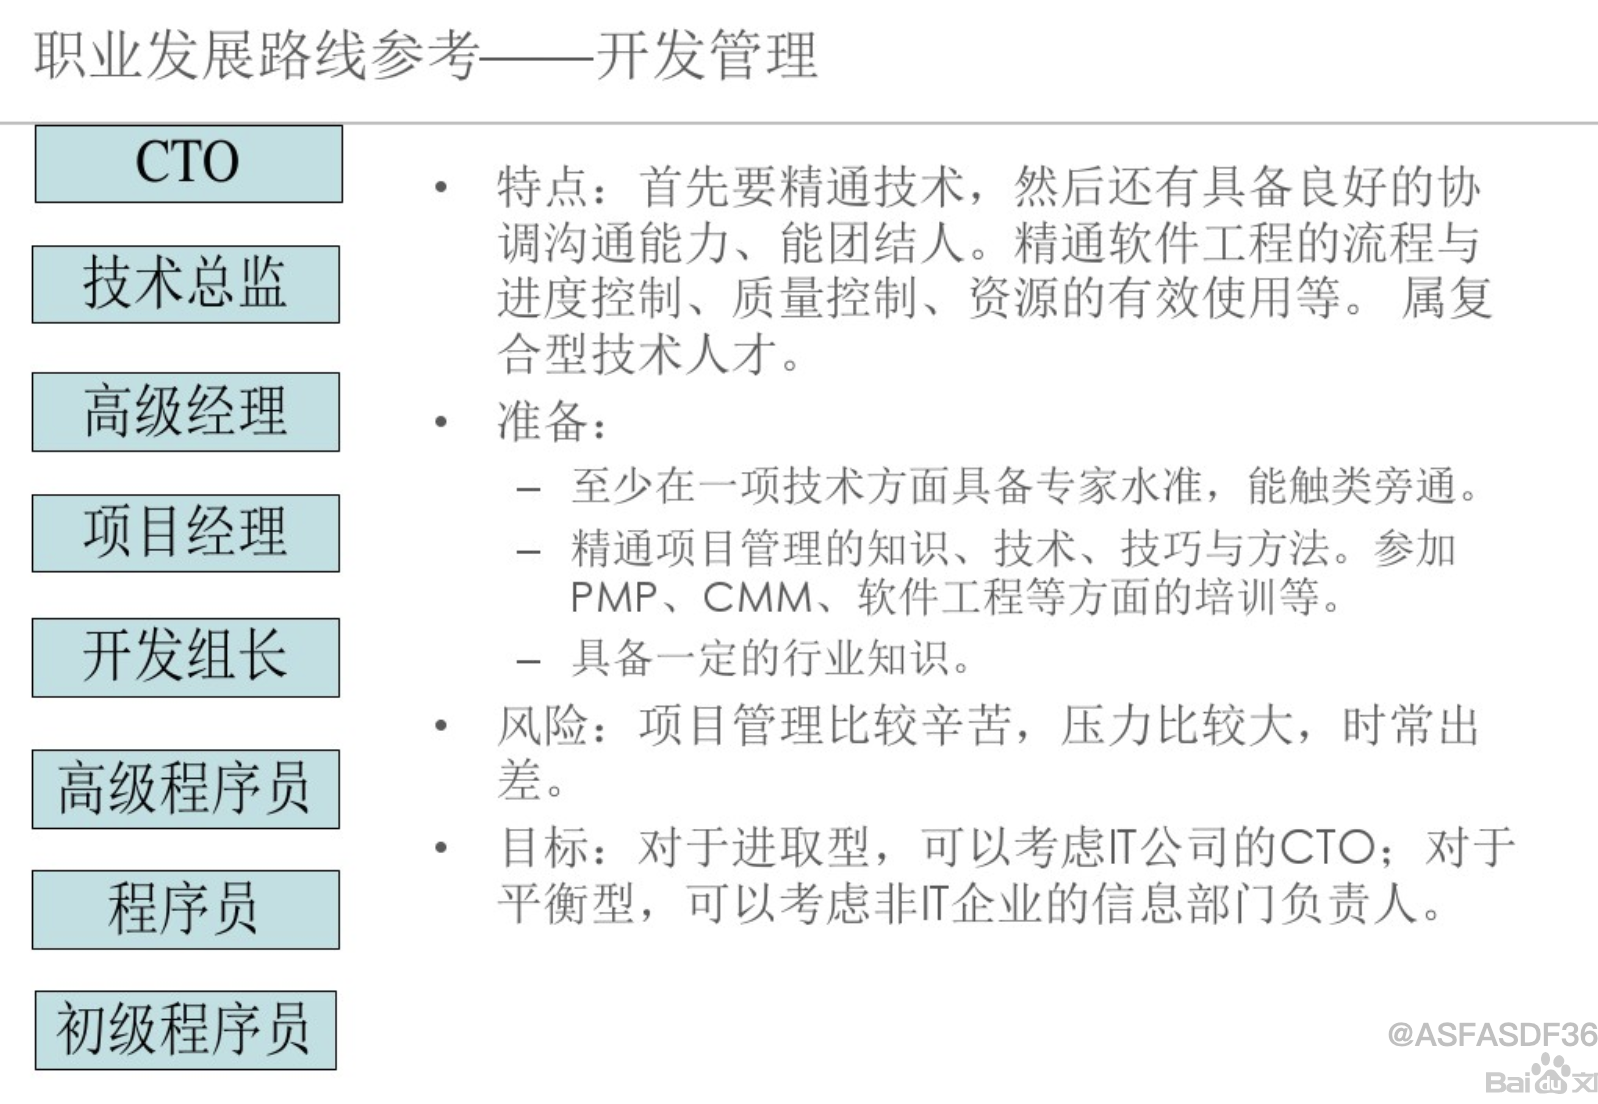 职业发展路线参考——开发管理
CTO
技术总监
高级经理
项目经理
开发组长
高级程序员
程序员
初级程序员
• 特点：首先要精通技术，然后还有具备良好的协
调沟通能力、能团结人。精通软件工程的流程与
进度控制、质量控制、资源的有效使用等。 属复
合型技术人才。
• 准备：
– 至少在一项技术方面具备专家水准，能触类旁通。
– 精通项目管理的知识、技术、技巧与方法。参加
PMP、CMM、软件工程等方面的培训等。
– 具备一定的行业知识。
• 风险：项目管理比较辛苦，压力比较大，时常出
差。
• 目标：对于进取型，可以考虑IT公司的CTO；对于
平衡型，可以考虑非IT企业的信息部门负责人。
@ASFASDF36
Bai du 文